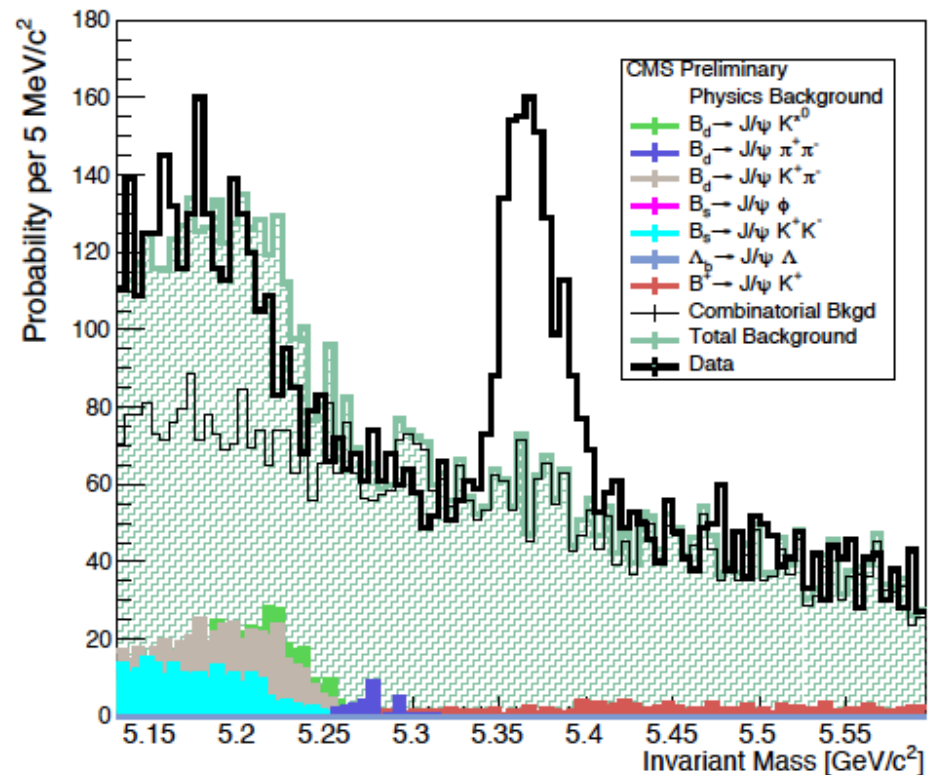 180
160
140
120
100
80
60
40
20
0
Probability per 5 MeV/c²
CMS Preliminary
Physics Background
B_d → J/ψ K*⁰
B_d → J/ψ π⁺π⁻
B_d → J/ψ K⁺π⁻
B_s → J/ψ ϕ
B_s → J/ψ K⁺K⁻
Λ_b → J/ψ Λ
B⁺ → J/ψ K⁺
Combinatorial Bkgd
Total Background
Data
5.15 5.2 5.25 5.3 5.35 5.4 5.45 5.5 5.55
Invariant Mass [GeV/c²]